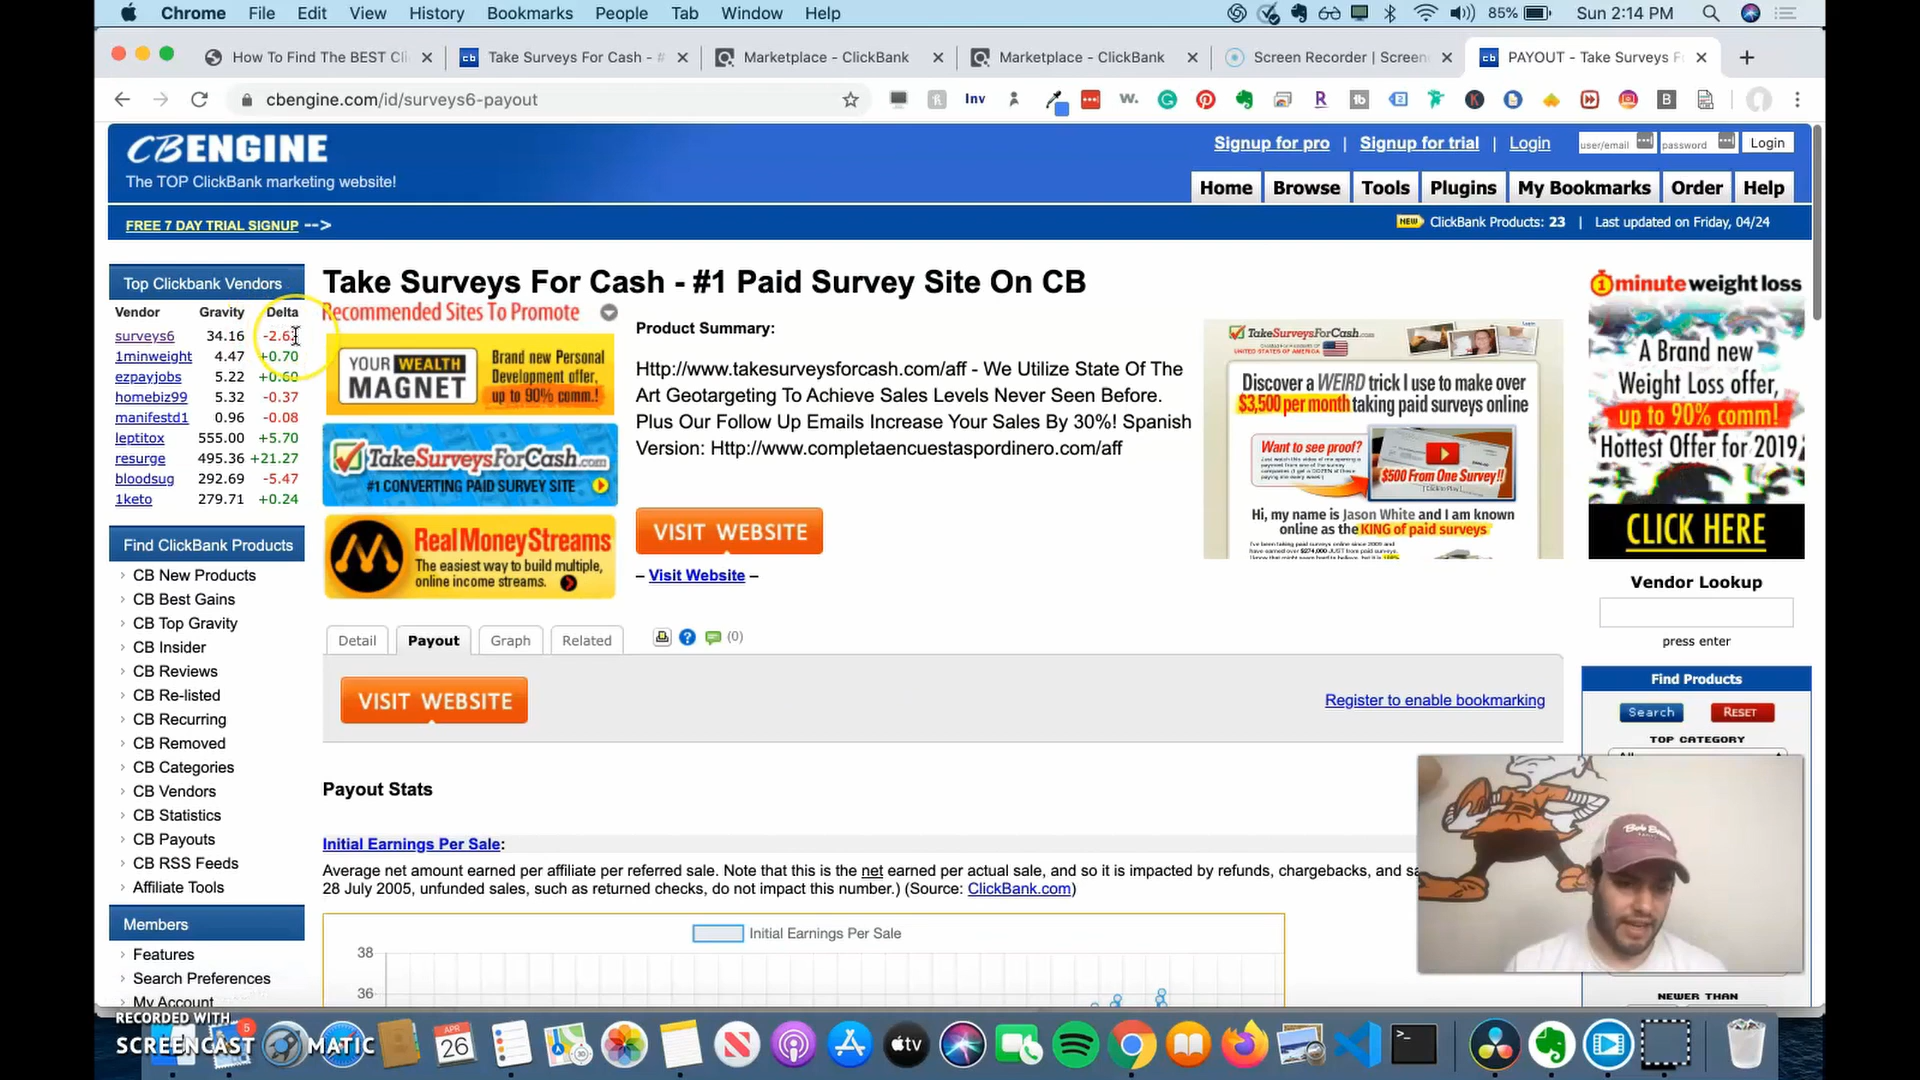 Chrome File Edit View History Bookmarks People Tab Window Help 85% Sun 2:14 PM
How To Find The BEST Cli
Take Surveys For Cash - #
Marketplace - ClickBank
Marketplace - ClickBank
Screen Recorder | Screen
PAYOUT - Take Surveys F
cbengine.com/id/surveys6-payout
CBENGINE
The TOP ClickBank marketing website!
Signup for pro | Signup for trial | Login user/email password Login
Home Browse Tools Plugins My Bookmarks Order Help
FREE 7 DAY TRIAL SIGNUP -->
NEW ClickBank Products: 23 | Last updated on Friday, 04/24
Top Clickbank Vendors
Vendor Gravity Delta
surveys6 34.16
1minweight 4.47 +0.70
ezpayjobs 5.22 +0.60
homebiz99 5.32 -0.37
manifestd1 0.96 -0.08
leptitox 555.00 +5.70
resurge 495.36 +21.27
bloodsug 292.69 -5.47
1keto 279.71 +0.24
Find ClickBank Products
CB New Products
CB Best Gains
CB Top Gravity
CB Insider
CB Reviews
CB Re-listed
CB Recurring
CB Removed
CB Categories
CB Vendors
CB Statistics
CB Payouts
CB RSS Feeds
Affiliate Tools
Members
Features
Search Preferences
My Account
Take Surveys For Cash - #1 Paid Survey Site On CB
Recommended Sites To Promote
YOUR WEALTH MAGNET
Brand new Personal
Development offer,
up to 90% comm.!
TakeSurveysForCash.com
#1 CONVERTING PAID SURVEY SITE
RealMoneyStreams
The easiest way to build multiple,
online income streams.
Product Summary:
Http://www.takesurveysforcash.com/aff - We Utilize State Of The
Art Geotargeting To Achieve Sales Levels Never Seen Before.
Plus Our Follow Up Emails Increase Your Sales By 30%! Spanish
Version: Http://www.completaencuestaspordinero.com/aff
VISIT WEBSITE
– Visit Website –
TakeSurveysForCash.com
UNITED STATES OF AMERICA
Discover a WEIRD trick I use to make over
$3,500 per month taking paid surveys online
Want to see proof?
$500 From One Survey!!
Hi, my name is Jason White and I am known
online as the KING of paid surveys
Detail Payout Graph Related (0)
VISIT WEBSITE
Register to enable bookmarking
Payout Stats
Initial Earnings Per Sale:
Average net amount earned per affiliate per referred sale. Note that this is the net earned per actual sale, and so it is impacted by refunds, chargebacks, and sa
28 July 2005, unfunded sales, such as returned checks, do not impact this number.) (Source: ClickBank.com)
Initial Earnings Per Sale
38
36
1 minute weight loss
A Brand new
Weight Loss offer,
up to 90% comm!
Hottest Offer for 2019
CLICK HERE
Vendor Lookup
press enter
Find Products
Search RESET
TOP CATEGORY
NEWER THAN
RECORDED WITH
SCREENCAST MATIC
5
APR
26
tv